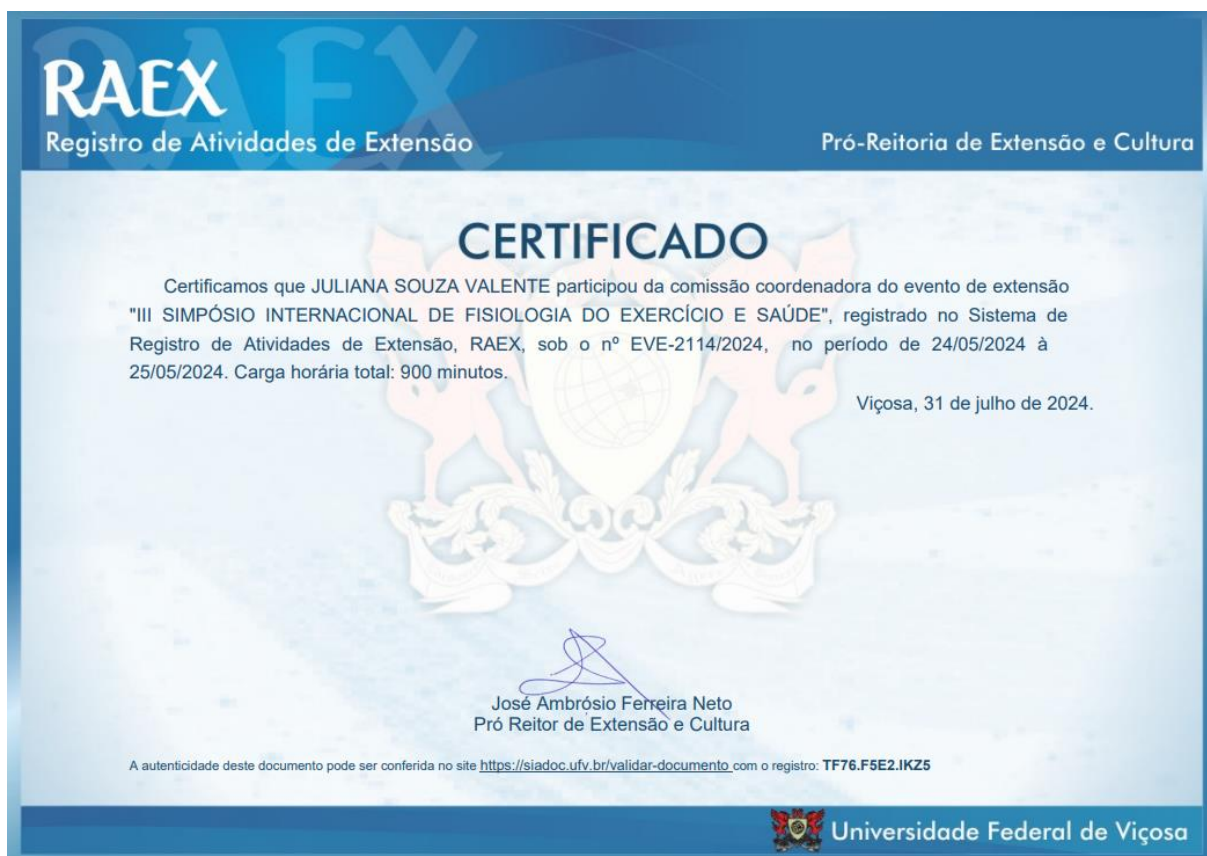 RAEX
Registro de Atividades de Extensão
Pró-Reitoria de Extensão e Cultura
CERTIFICADO
Certificamos que JULIANA SOUZA VALENTE participou da comissão coordenadora do evento de extensão
"III SIMPÓSIO INTERNACIONAL DE FISIOLOGIA DO EXERCÍCIO E SAÚDE", registrado no Sistema de
Registro de Atividades de Extensão, RAEX, sob o nº EVE-2114/2024, no período de 24/05/2024 à
25/05/2024. Carga horária total: 900 minutos.
Viçosa, 31 de julho de 2024.
José Ambrósio Ferreira Neto
Pró Reitor de Extensão e Cultura
A autenticidade deste documento pode ser conferida no site https://siadoc.ufv.br/validar-documento com o registro: TF76.F5E2.IKZ5
Universidade Federal de Viçosa